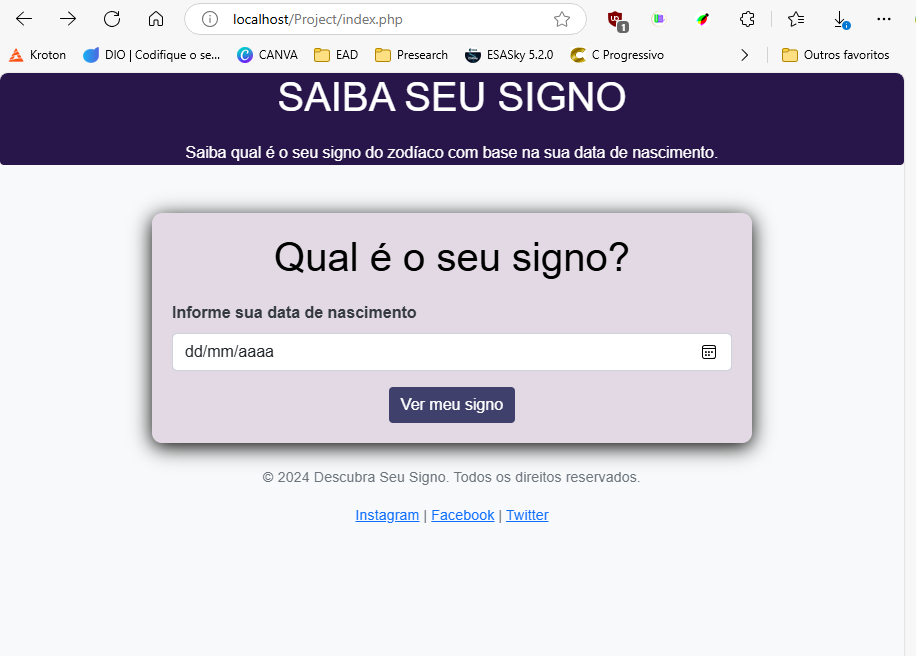 localhost/Project/index.php
1
Kroton DIO | Codifique o se... CANVA EAD Presearch ESASky 5.2.0 C Progressivo Outros favoritos
SAIBA SEU SIGNO
Saiba qual é o seu signo do zodíaco com base na sua data de nascimento.
Qual é o seu signo?
Informe sua data de nascimento
dd/mm/aaaa
Ver meu signo
© 2024 Descubra Seu Signo. Todos os direitos reservados.
Instagram | Facebook | Twitter